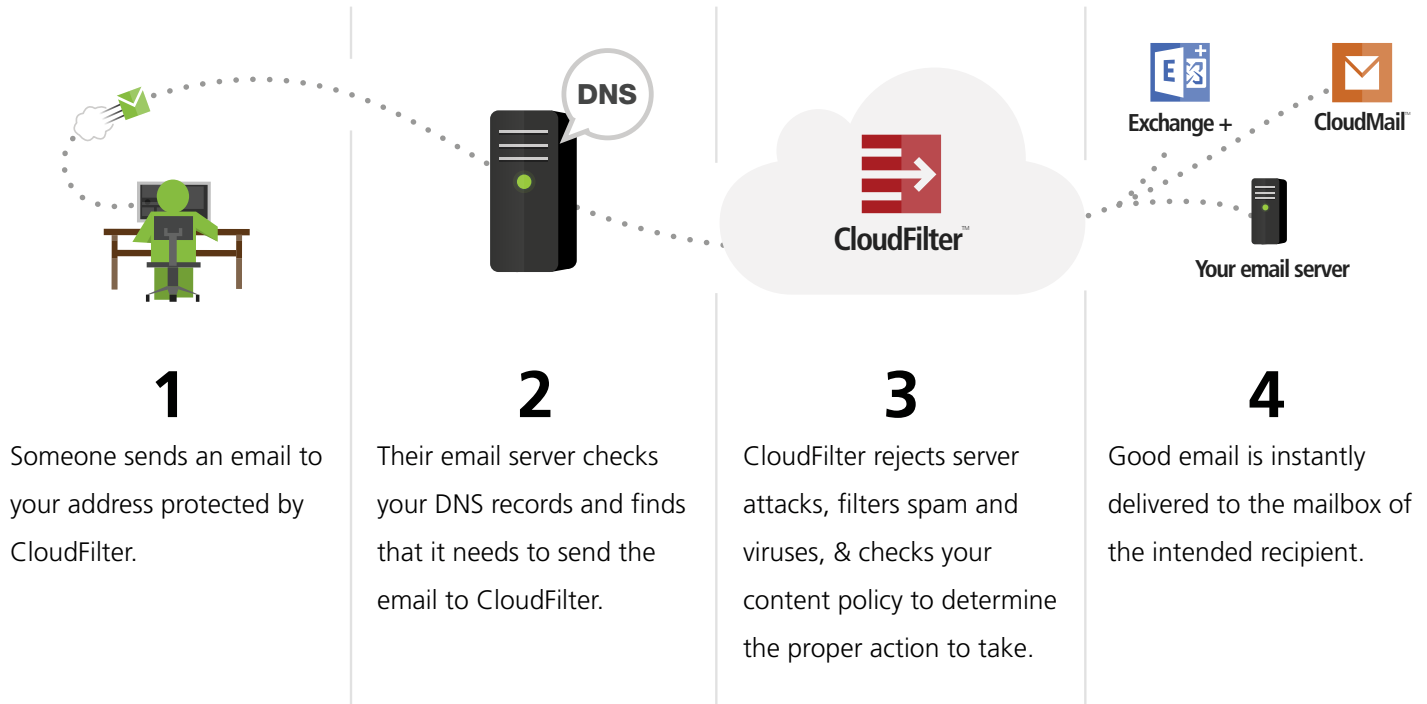 DNS
E
Exchange +
CloudMail™
CloudFilter™
Your email server
1
Someone sends an email to
your address protected by
CloudFilter.
2
Their email server checks
your DNS records and finds
that it needs to send the
email to CloudFilter.
3
CloudFilter rejects server
attacks, filters spam and
viruses, & checks your
content policy to determine
the proper action to take.
4
Good email is instantly
delivered to the mailbox of
the intended recipient.